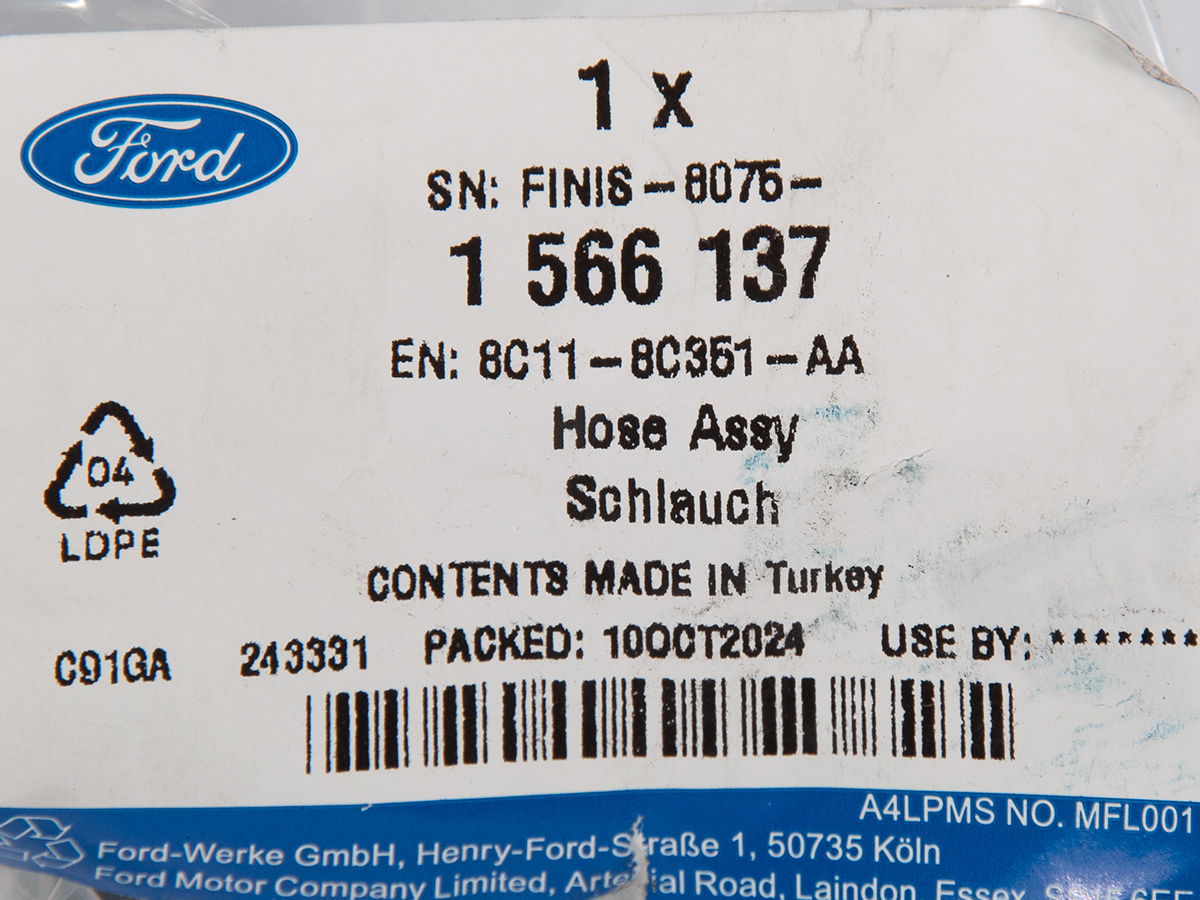 Ford
1 x
SN: FINIS-8075-
1 566 137
EN: 8C11-8C351-AA
Hose Assy
Schlauch
04
LDPE
CONTENTS MADE IN Turkey
C91GA 243331 PACKED: 10OCT2024 USE BY: *******
A4LPMS NO. MFL001
Ford-Werke GmbH, Henry-Ford-Straße 1, 50735 Köln
Ford Motor Company Limited, Arterial Road, Laindon, Essex